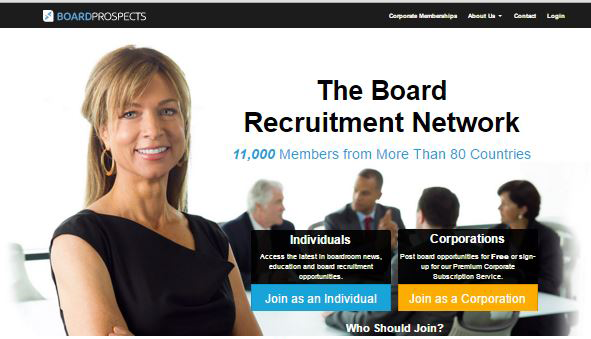 BOARDPROSPECTS
Corporate Memberships About Us Contact Login
The Board
Recruitment Network
11,000 Members from More Than 80 Countries
Individuals
Access the latest in boardroom news,
education and board recruitment
opportunities.
Join as an Individual
Corporations
Post board opportunities for Free or sign-
up for our Premium Corporate
Subscription Service.
Join as a Corporation
Who Should Join?